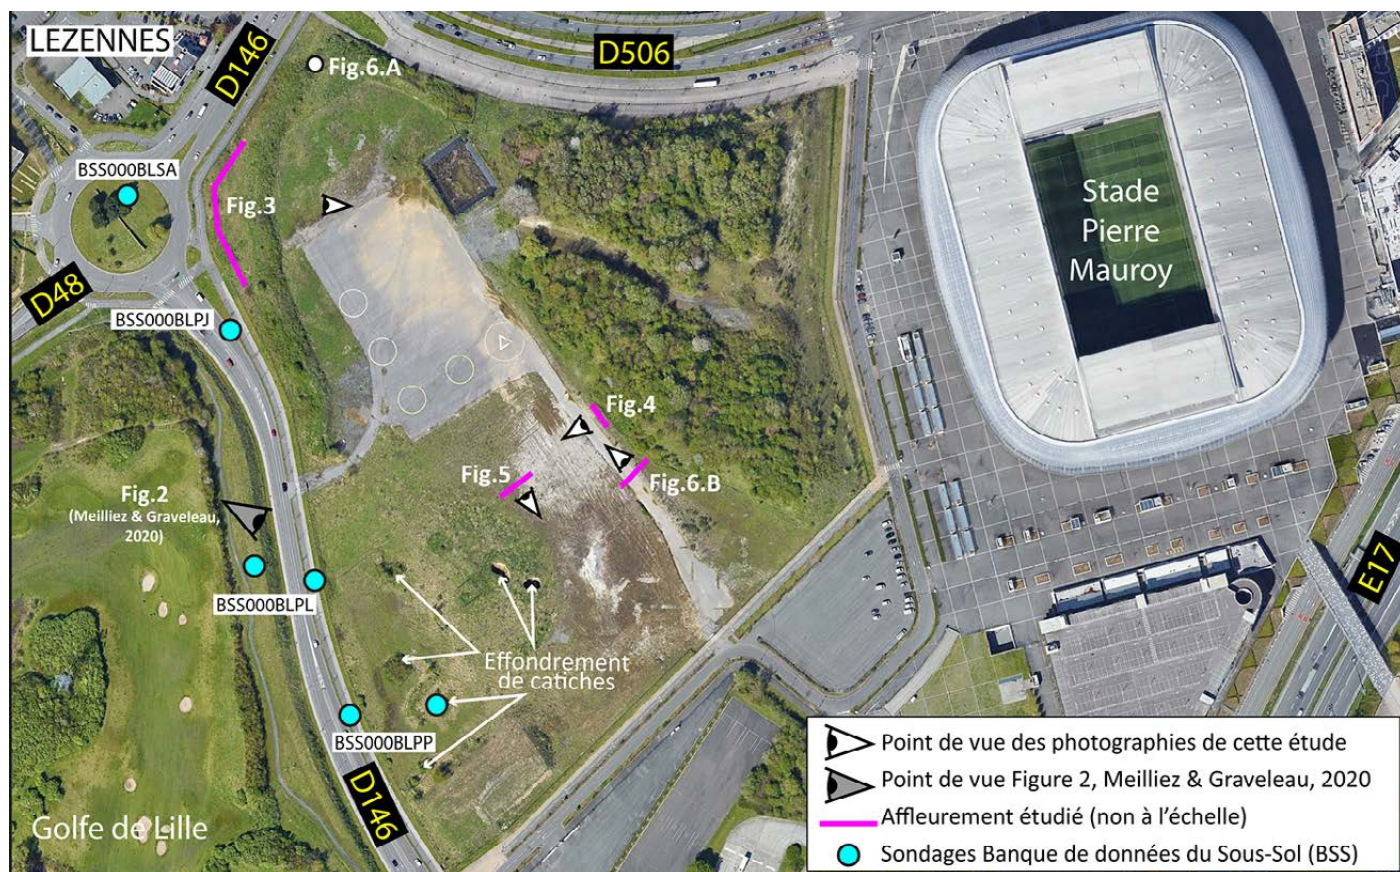 LEZENNES
D146
Fig.6.A
D506
BSS000BLSA
Fig.3
Stade
Pierre
Mauroy
D48
BSS000BLPJ
Fig.4
Fig.5
Fig.6.B
Fig.2
(Meilliez & Graveleau,
2020)
E17
BSS000BLPL
Effondrement
de catiches
BSS000BLPP
D146
Golfe de Lille
Point de vue des photographies de cette étude
Point de vue Figure 2, Meilliez & Graveleau, 2020
Affleurement étudié (non à l'échelle)
Sondages Banque de données du Sous-Sol (BSS)